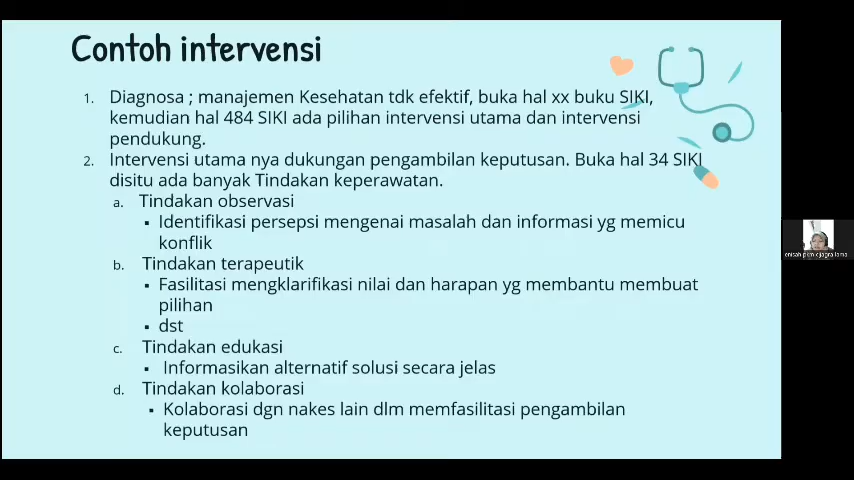 Contoh intervensi
1. Diagnosa ; manajemen Kesehatan tdk efektif, buka hal xx buku SIKI,
kemudian hal 484 SIKI ada pilihan intervensi utama dan intervensi
pendukung.
2. Intervensi utama nya dukungan pengambilan keputusan. Buka hal 34 SIKI
disitu ada banyak Tindakan keperawatan.
a. Tindakan observasi
▪ Identifikasi persepsi mengenai masalah dan informasi yg memicu
konflik
b. Tindakan terapeutik
▪ Fasilitasi mengklarifikasi nilai dan harapan yg membantu membuat
pilihan
▪ dst
c. Tindakan edukasi
▪ Informasikan alternatif solusi secara jelas
d. Tindakan kolaborasi
▪ Kolaborasi dgn nakes lain dlm memfasilitasi pengambilan
keputusan